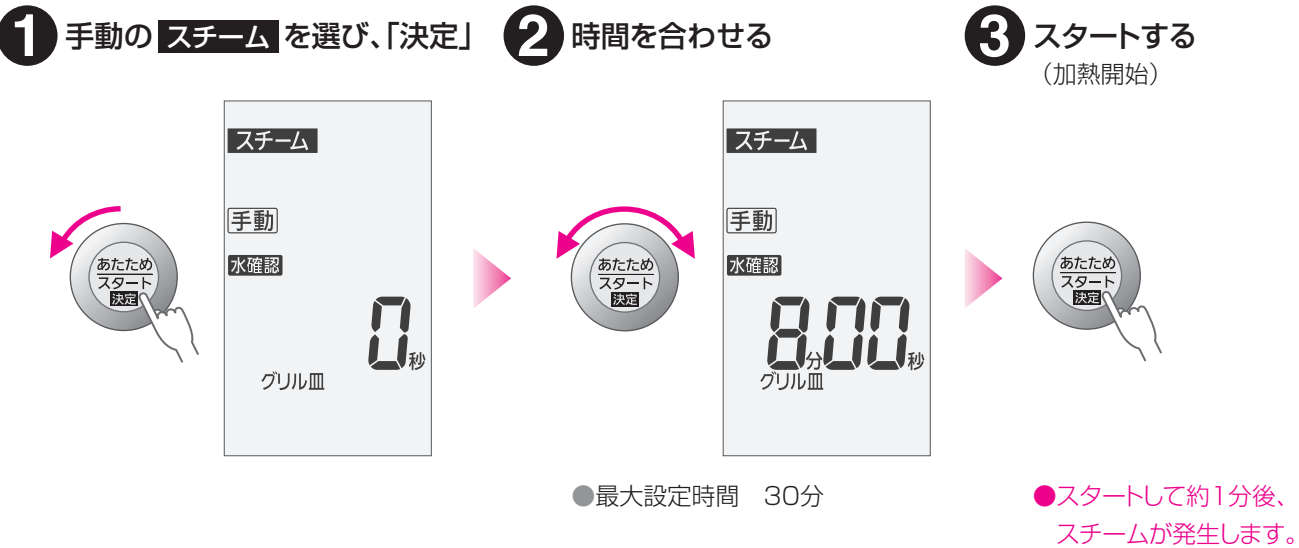 1 手動の スチーム を選び、「決定」
スチーム
手動
水確認
0秒
グリル皿
あたため
スタート
決定
2 時間を合わせる
スチーム
手動
水確認
8分00秒
グリル皿
あたため
スタート
決定
●最大設定時間　30分
3 スタートする
（加熱開始）
あたため
スタート
決定
●スタートして約1分後、
スチームが発生します。